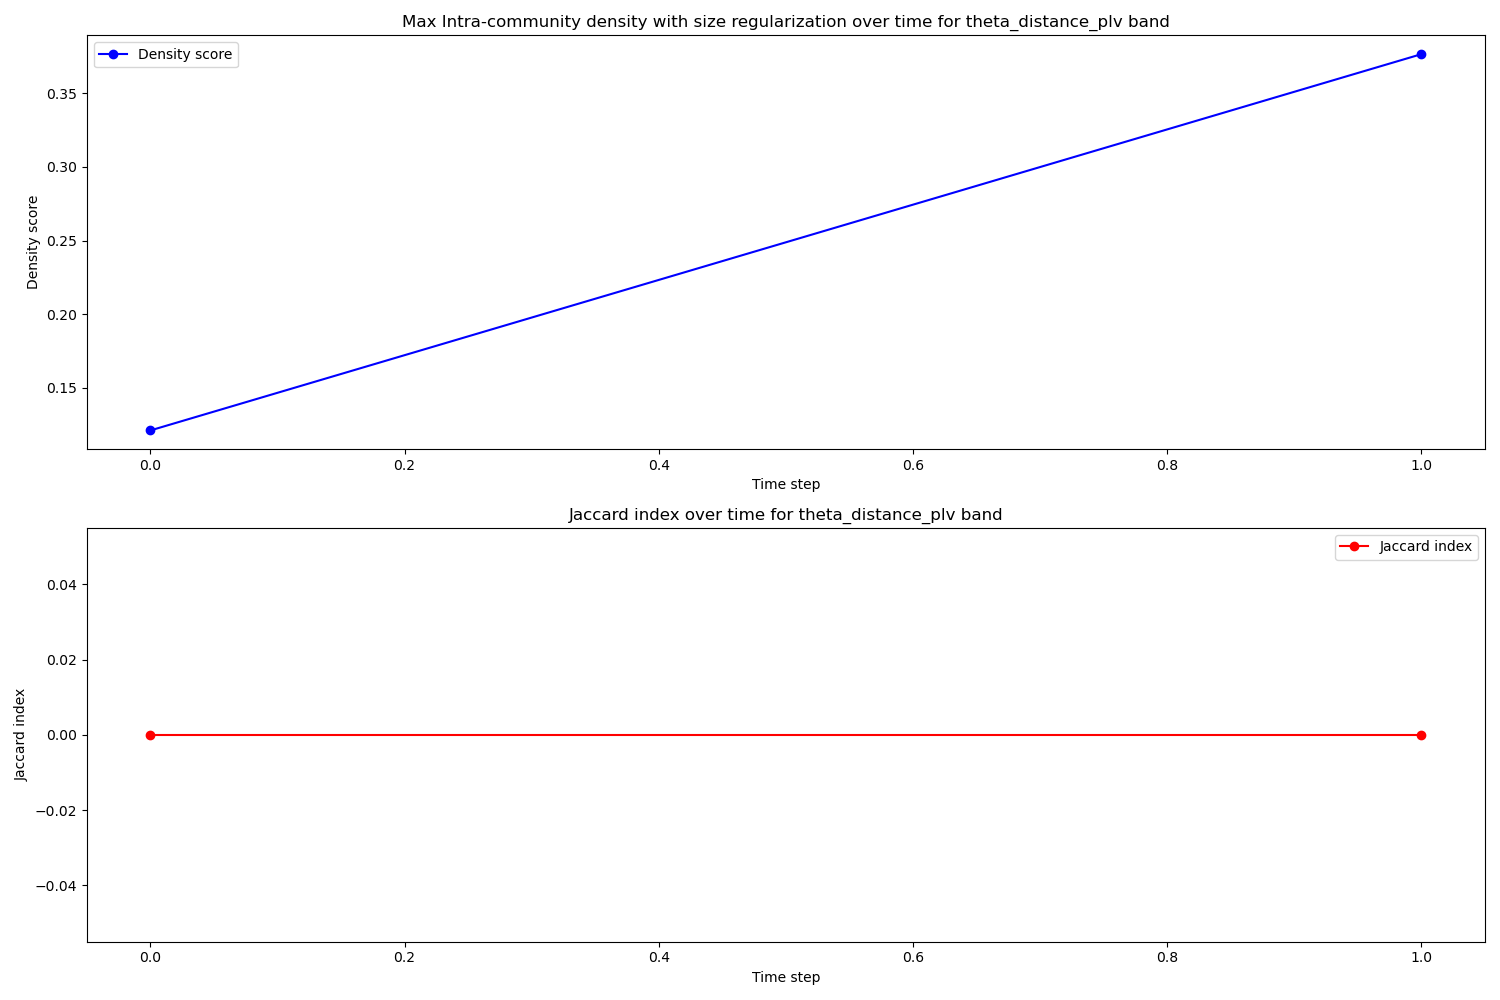 Max Intra-community density with size regularization over time for theta_distance_plv band
Density score
0.35
0.30
0.25
0.20
0.15
Density score
0.0 0.2 0.4 0.6 0.8 1.0
Time step
Jaccard index over time for theta_distance_plv band
Jaccard index
0.04
0.02
0.00
−0.02
−0.04
Jaccard index
0.0 0.2 0.4 0.6 0.8 1.0
Time step